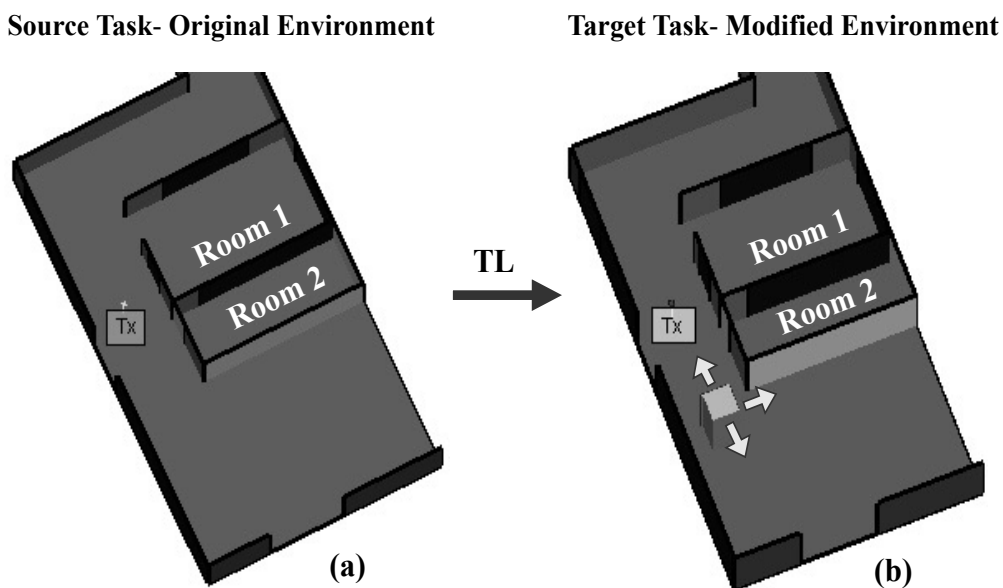 Source Task- Original Environment
Target Task- Modified Environment
Room 1
Room 2
Tx
(a)
TL
Room 1
Room 2
Tx
(b)